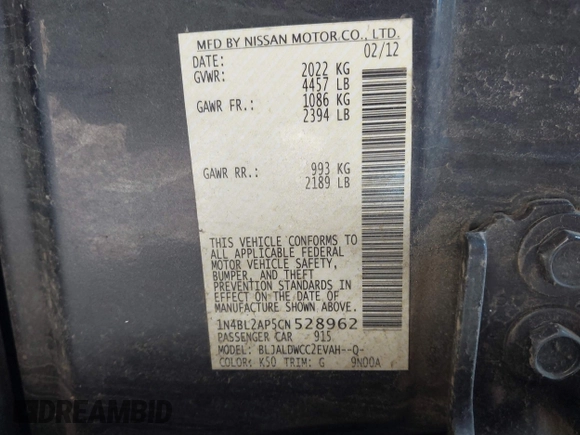 MFD BY NISSAN MOTOR CO., LTD.
DATE: 02/12
GVWR: 2022 KG
4457 LB
GAWR FR.: 1086 KG
2394 LB
GAWR RR.: 993 KG
2189 LB
THIS VEHICLE CONFORMS TO
ALL APPLICABLE FEDERAL
MOTOR VEHICLE SAFETY,
BUMPER, AND THEFT
PREVENTION STANDARDS IN
EFFECT ON THE DATE OF
MANUFACTURE SHOWN ABOVE.
1N4BL2AP5CN528962
PASSENGER CAR 915
MODEL: BLJALDWCC2EVAH--Q-
COLOR: K50 TRIM: G 9N00A
DREAMBID